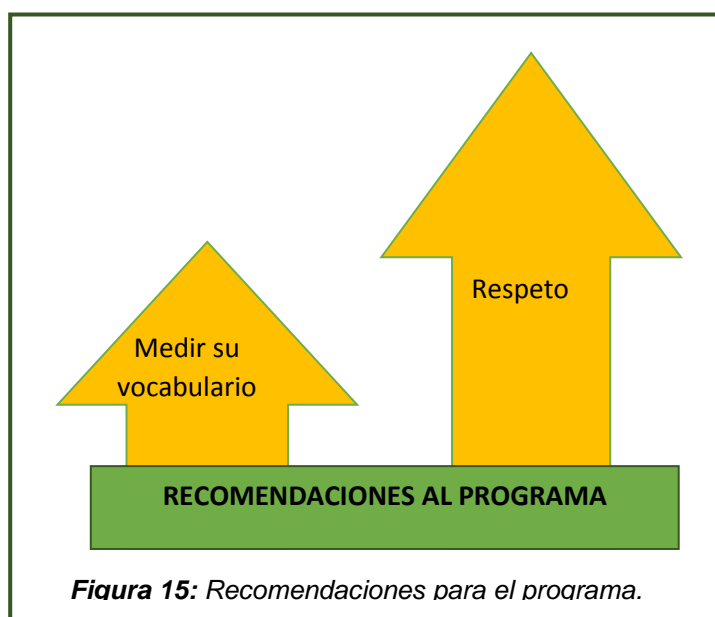 Respeto
Medir su
vocabulario
RECOMENDACIONES AL PROGRAMA
Figura 15: Recomendaciones para el programa.